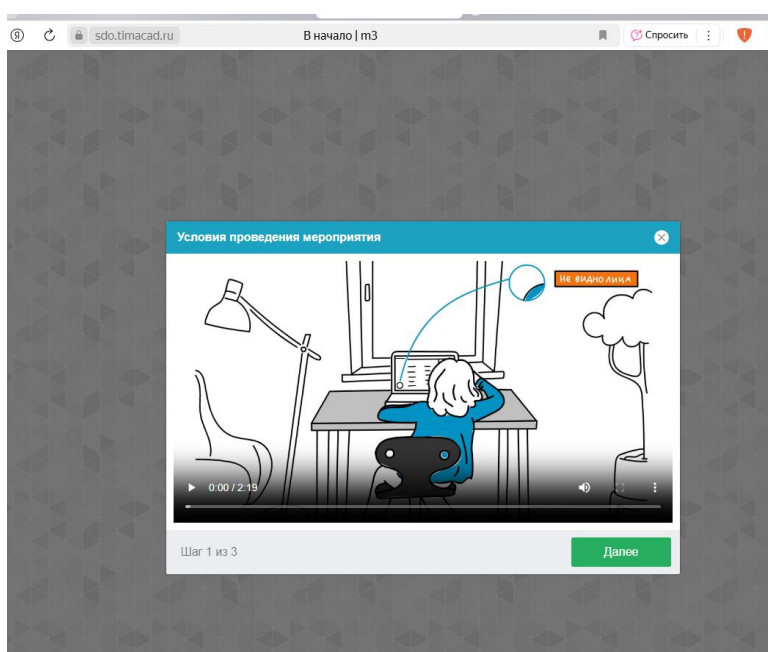 sdo.timacad.ru
В начало | m3
Спросить
Условия проведения мероприятия
Не видно лица
0:00 / 2:19
Шаг 1 из 3
Далее